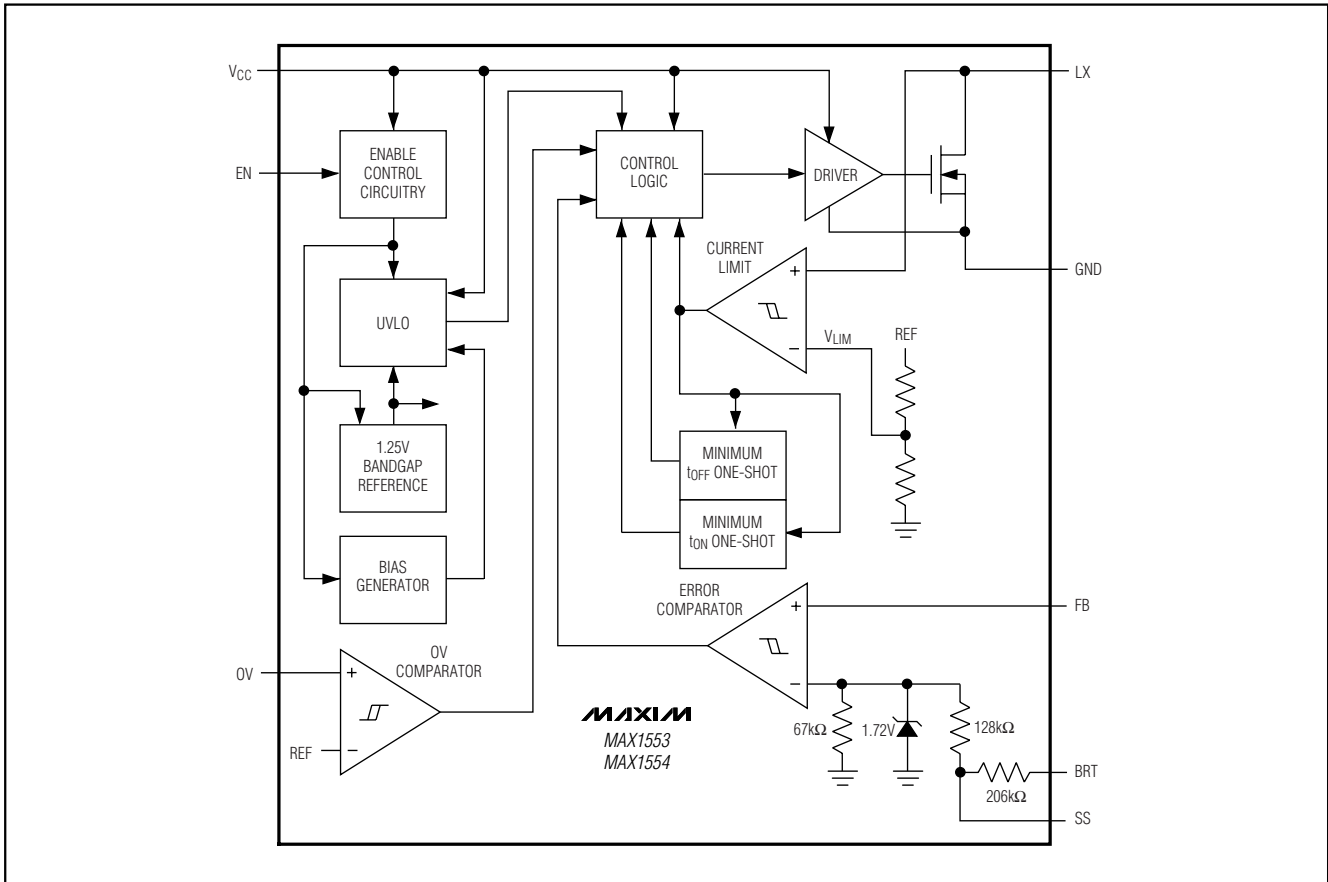 VCC
LX
EN
ENABLE
CONTROL
CIRCUITRY
CONTROL
LOGIC
DRIVER
GND
CURRENT
LIMIT
+
−
UVLO
VLIM
REF
1.25V
BANDGAP
REFERENCE
MINIMUM
tOFF ONE-SHOT
MINIMUM
tON ONE-SHOT
BIAS
GENERATOR
ERROR
COMPARATOR
+
−
FB
OV
OV
COMPARATOR
+
−
REF
MAXIM
MAX1553
MAX1554
67kΩ
1.72V
128kΩ
BRT
206kΩ
SS